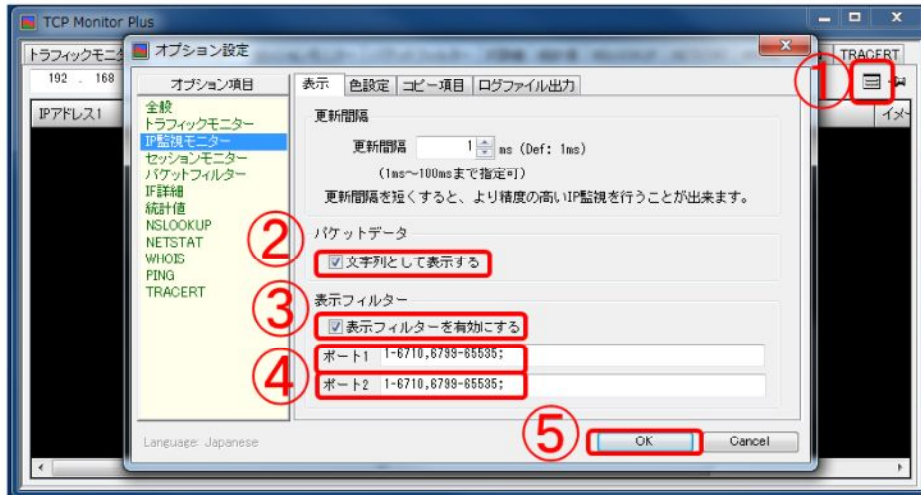 TCP Monitor Plus
トラフィックモニタ
TRACERT
オプション設定
①
192 . 168
IPアドレス1
イメー
オプション項目
全般
トラフィックモニター
IP監視モニター
セッションモニター
パケットフィルター
IF詳細
統計値
NSLOOKUP
NETSTAT
WHOIS
PING
TRACERT
Language: Japanese
表示 色設定 コピー項目 ログファイル出力
更新間隔
更新間隔 1 ms (Def: 1ms)
(1ms～100msまで指定可)
更新間隔を短くすると、より精度の高いIP監視を行うことが出来ます。
パケットデータ
② 文字列として表示する
表示フィルター
③ 表示フィルターを有効にする
④ ポート1 1-6710,6799-65535;
ポート2 1-6710,6799-65535;
⑤ OK Cancel